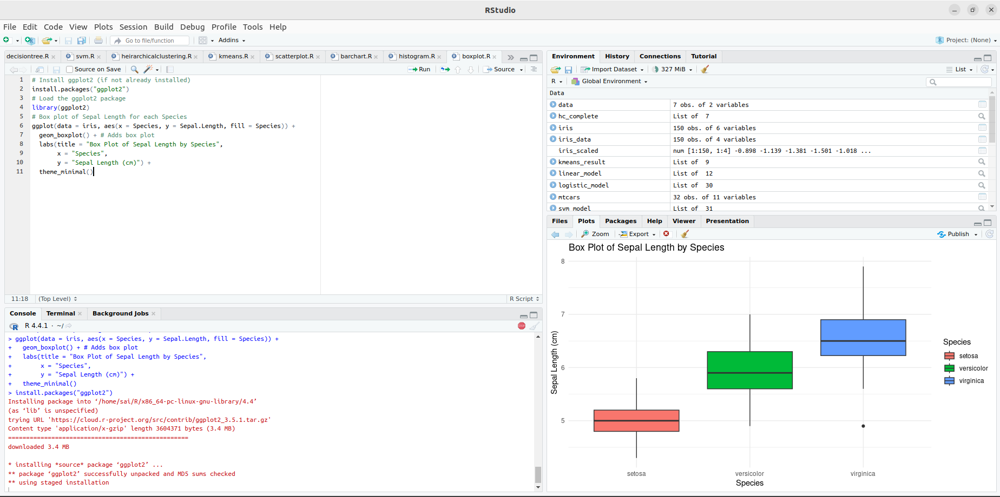 RStudio
File Edit Code View Plots Session Build Debug Profile Tools Help
Go to file/function Addins Project: (None)
decisiontree.R svm.R heirarchicalclustering.R kmeans.R scatterplot.R barchart.R histogram.R boxplot.R
Source on Save Run Source
1 # Install ggplot2 (if not already installed)
2 install.packages("ggplot2")
3 # Load the ggplot2 package
4 library(ggplot2)
5 # Box plot of Sepal Length for each Species
6 ggplot(data = iris, aes(x = Species, y = Sepal.Length, fill = Species)) +
7   geom_boxplot() + # Adds box plot
8   labs(title = "Box Plot of Sepal Length by Species",
9        x = "Species",
10        y = "Sepal Length (cm)") +
11   theme_minimal()
11:18 (Top Level) R Script
Console Terminal Background Jobs
R 4.4.1 · ~/
> ggplot(data = iris, aes(x = Species, y = Sepal.Length, fill = Species)) +
+   geom_boxplot() + # Adds box plot
+   labs(title = "Box Plot of Sepal Length by Species",
+        x = "Species",
+        y = "Sepal Length (cm)") +
+   theme_minimal()
> install.packages("ggplot2")
Installing package into ‘/home/sai/R/x86_64-pc-linux-gnu-library/4.4’
(as ‘lib’ is unspecified)
trying URL 'https://cloud.r-project.org/src/contrib/ggplot2_3.5.1.tar.gz'
Content type 'application/x-gzip' length 3604371 bytes (3.4 MB)
==================================================
downloaded 3.4 MB
* installing *source* package ‘ggplot2’ ...
** package ‘ggplot2’ successfully unpacked and MD5 sums checked
** using staged installation
Environment History Connections Tutorial
Import Dataset 327 MiB List
R Global Environment
Data
data 7 obs. of 2 variables
hc_complete List of 7
iris 150 obs. of 6 variables
iris_data 150 obs. of 4 variables
iris_scaled num [1:150, 1:4] -0.898 -1.139 -1.381 -1.501 -1.018 ...
kmeans_result List of 9
linear_model List of 12
logistic_model List of 30
mtcars 32 obs. of 11 variables
svm_model List of 31
Files Plots Packages Help Viewer Presentation
Zoom Export Publish
Box Plot of Sepal Length by Species
8
7
6
5
Sepal Length (cm)
setosa versicolor virginica
Species
Species
setosa
versicolor
virginica